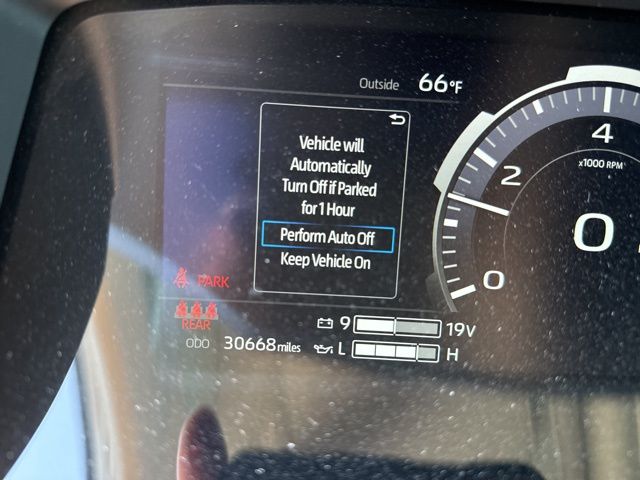 Outside 66°F
Vehicle will
Automatically
Turn Off if Parked
for 1 Hour
Perform Auto Off
Keep Vehicle On
4
x1000 RPM
2
0
0
PARK
REAR
9 19V
ODO 30668 miles
L H